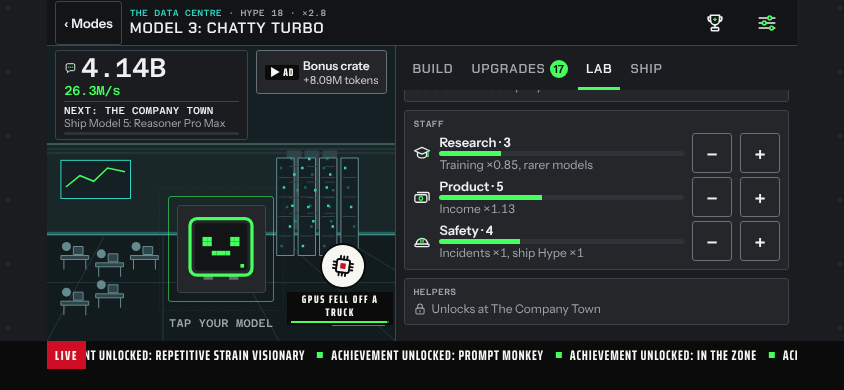 ‹ Modes
THE DATA CENTRE · HYPE 18 · ×2.8
MODEL 3: CHATTY TURBO
4.14B
26.3M/s
NEXT: THE COMPANY TOWN
Ship Model 5: Reasoner Pro Max
▶ AD
Bonus crate
+8.09M tokens
GPUS FELL OFF A
TRUCK
TAP YOUR MODEL
BUILD UPGRADES 17 LAB SHIP
STAFF
Research · 3
Training ×0.85, rarer models
− +
Product · 5
Income ×1.13
− +
Safety · 4
Incidents ×1, ship Hype ×1
− +
HELPERS
Unlocks at The Company Town
LIVE NT UNLOCKED: REPETITIVE STRAIN VISIONARY ■ ACHIEVEMENT UNLOCKED: PROMPT MONKEY ■ ACHIEVEMENT UNLOCKED: IN THE ZONE ■ ACI